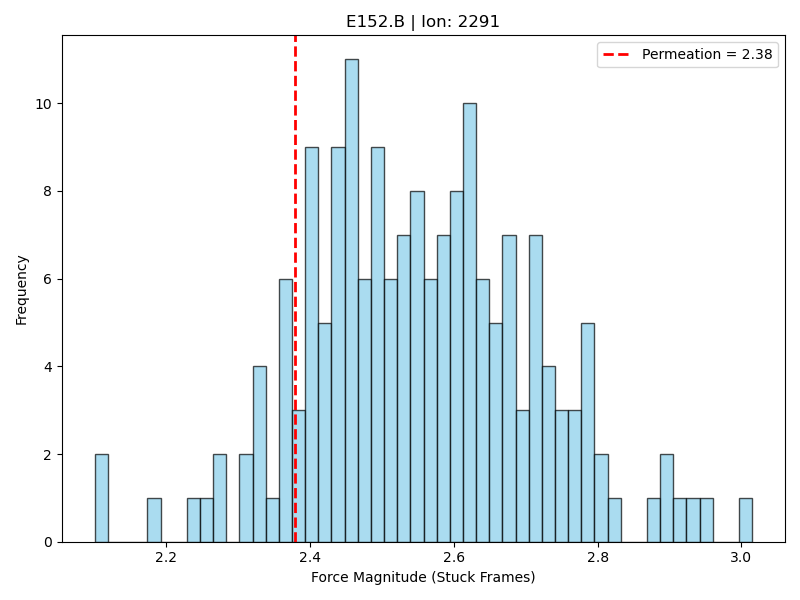 E152.B | Ion: 2291
Permeation = 2.38
Frequency
10
8
6
4
2
0
2.2 2.4 2.6 2.8 3.0
Force Magnitude (Stuck Frames)